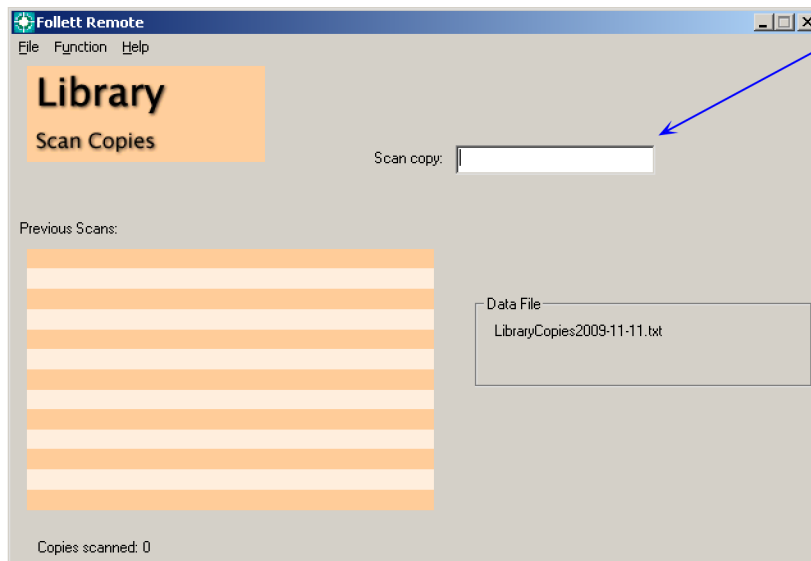 Follett Remote
File Function Help
Library
Scan Copies
Scan copy:
Previous Scans:
Data File
LibraryCopies2009-11-11.txt
Copies scanned: 0